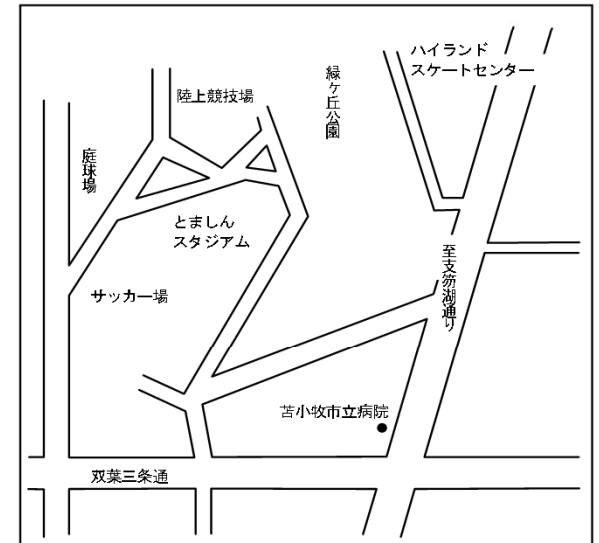 ハイランド
スケートセンター
緑ヶ丘公園
陸上競技場
庭球場
とましん
スタジアム
至支笏湖通り
サッカー場
苫小牧市立病院
双葉三条通